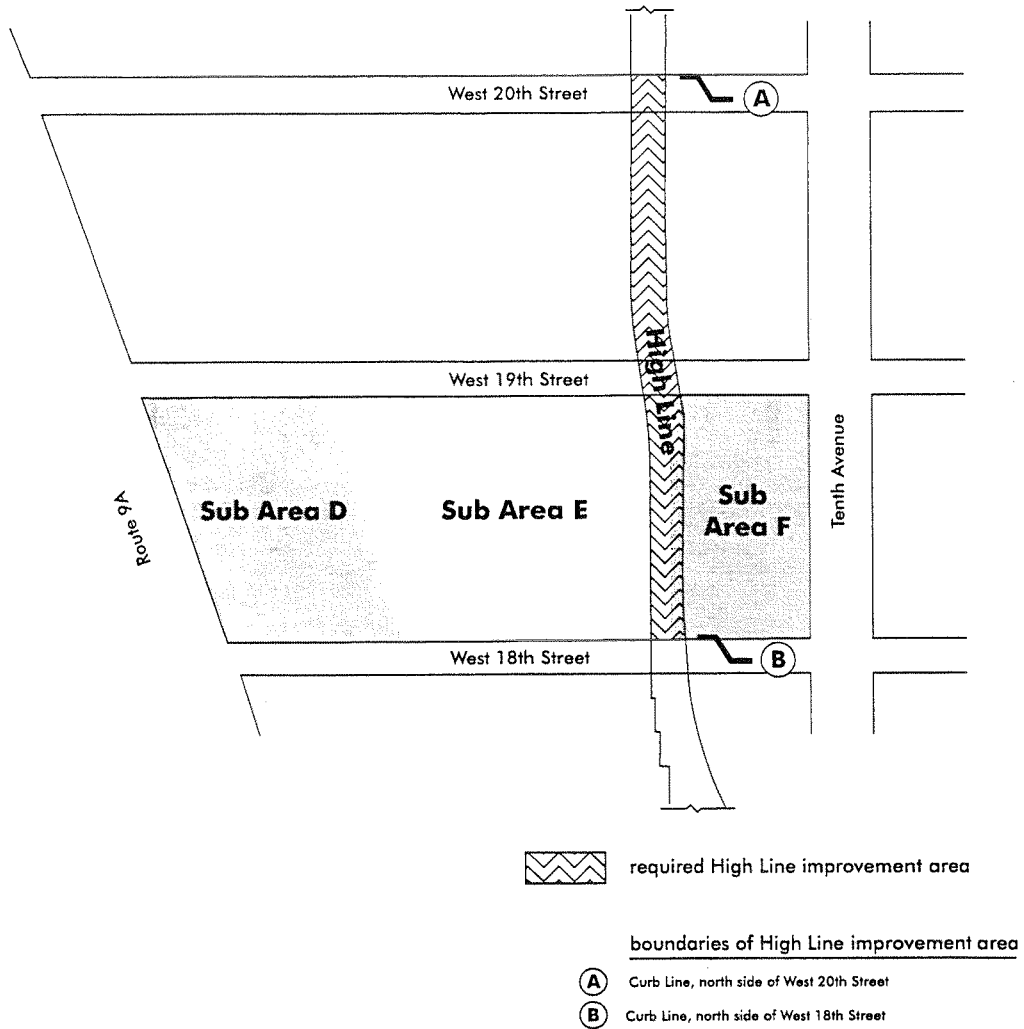 West 20th Street
A
High Line
West 19th Street
Route 9A
Sub Area D
Sub Area E
Sub
Area F
Tenth Avenue
West 18th Street
B
required High Line improvement area
boundaries of High Line improvement area
A Curb Line, north side of West 20th Street
B Curb Line, north side of West 18th Street